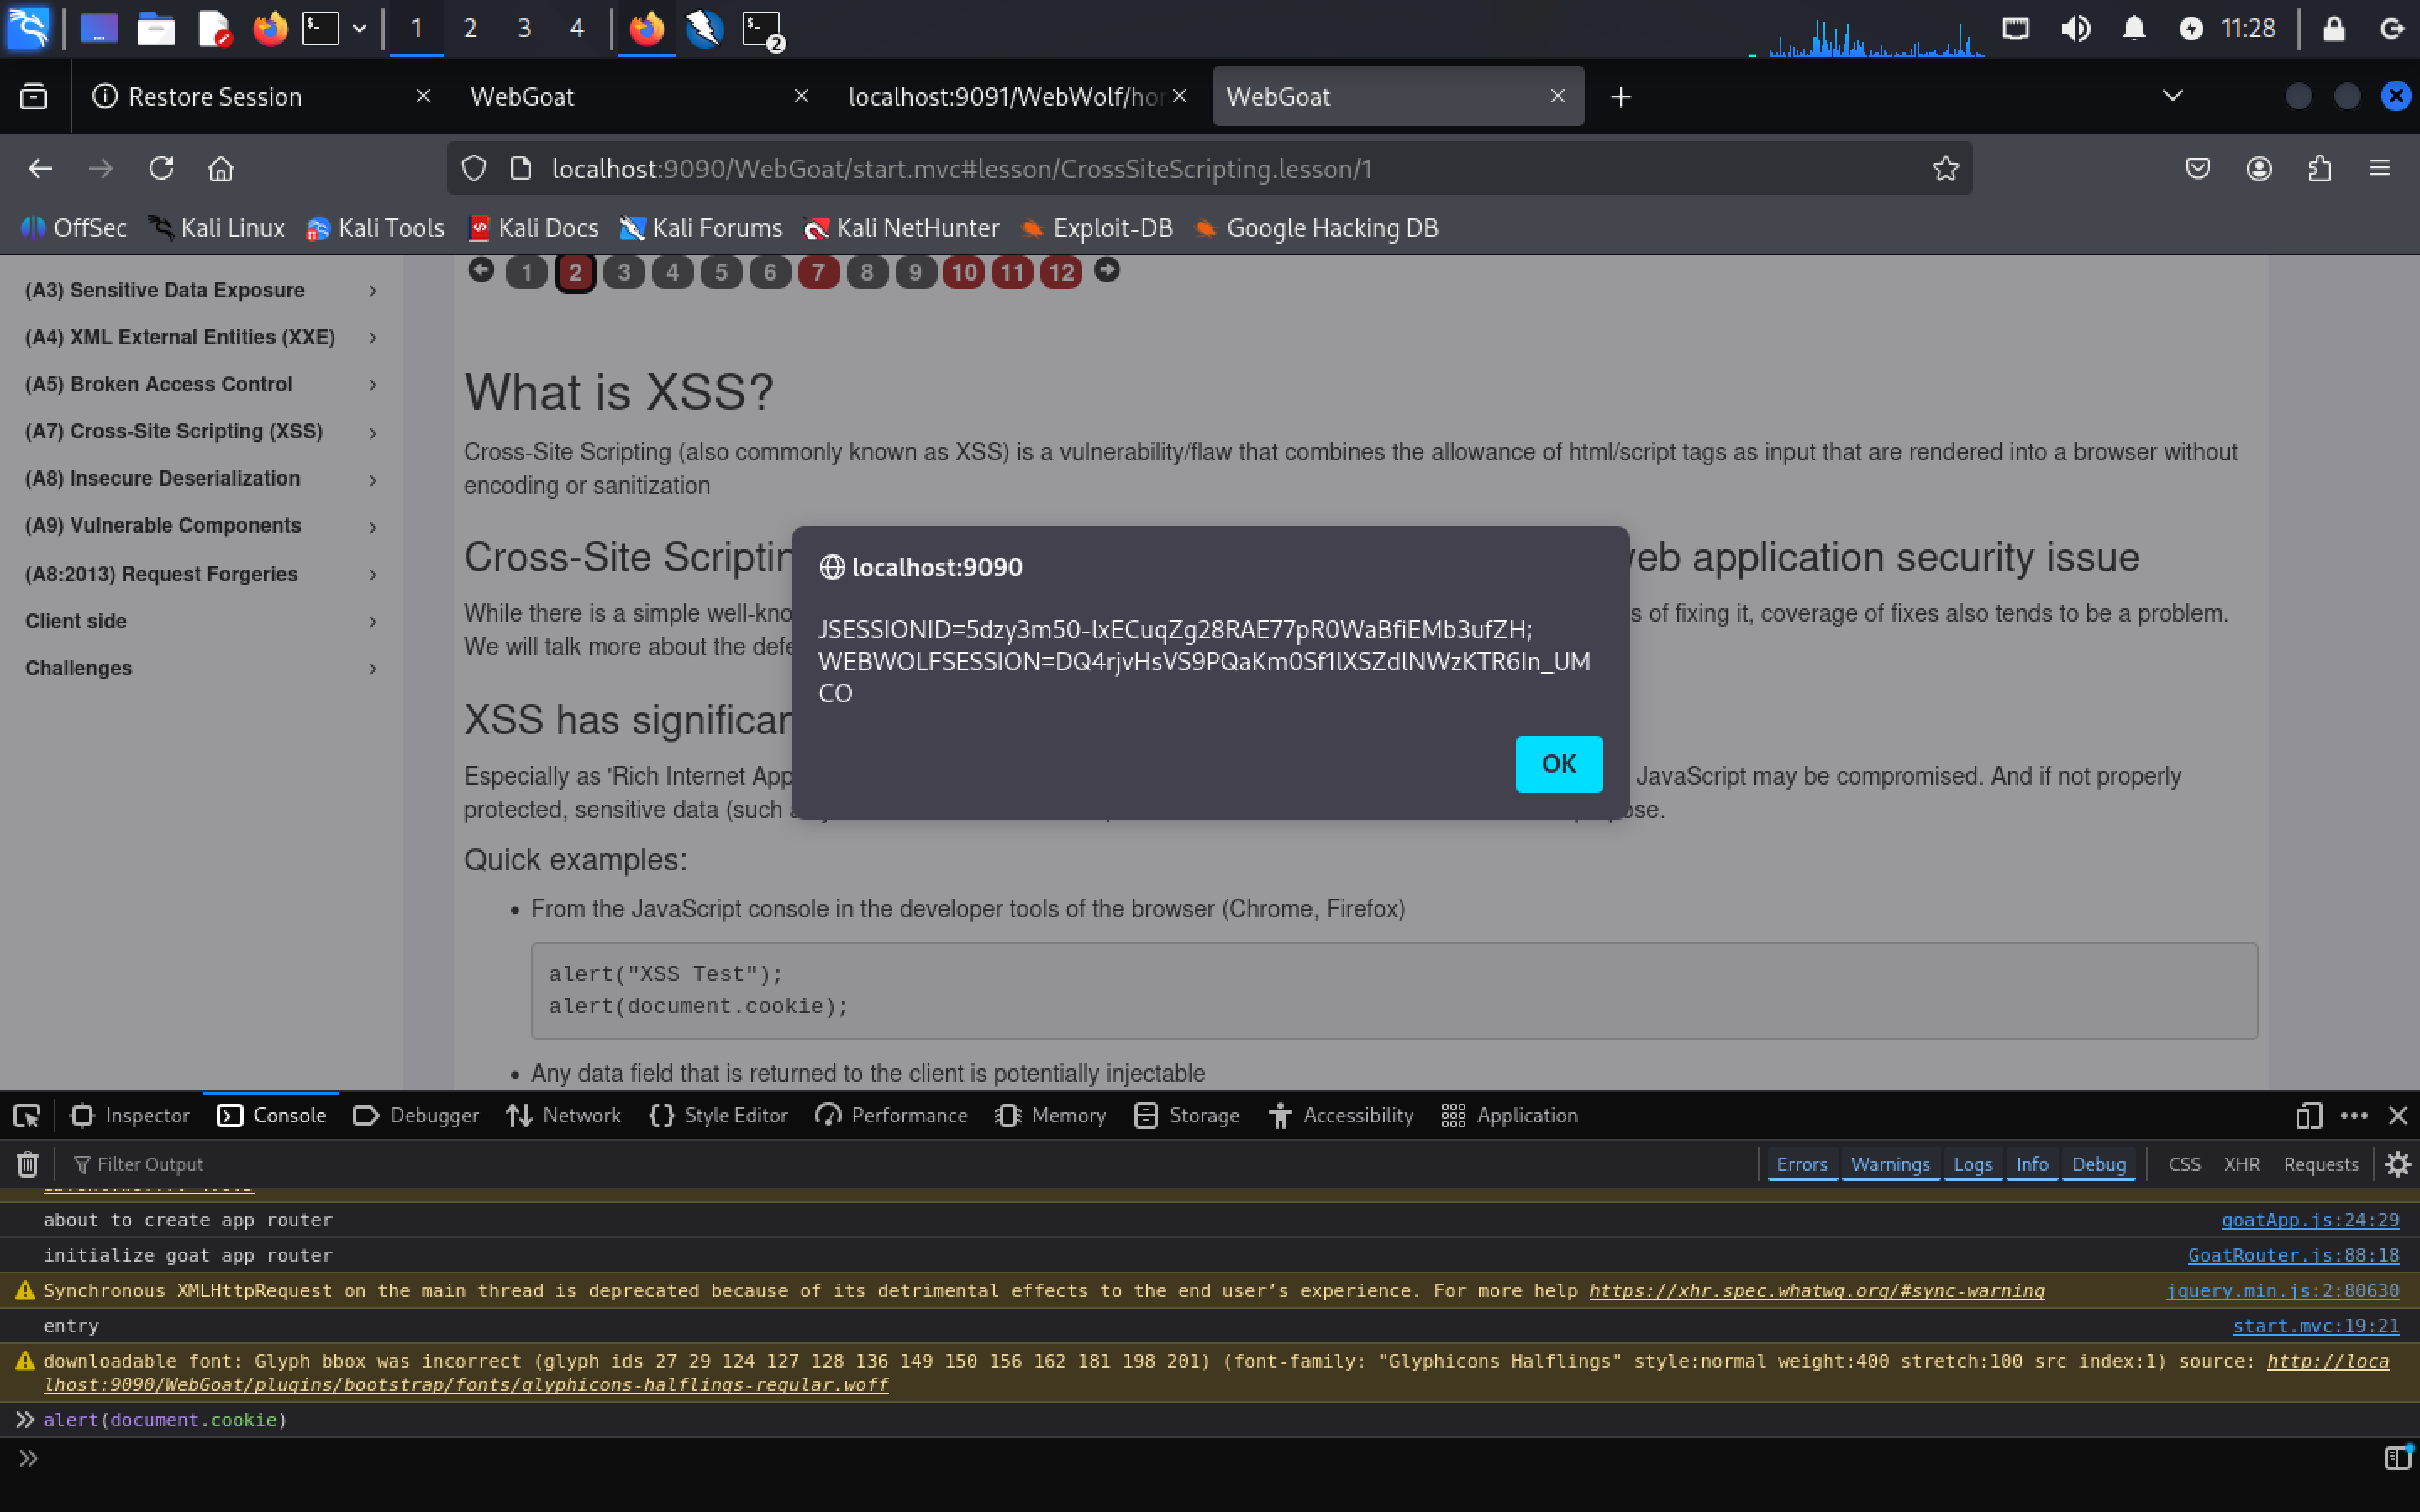 1 2 3 4 2 11:28
Restore Session WebGoat localhost:9091/WebWolf/hor WebGoat
localhost:9090/WebGoat/start.mvc#lesson/CrossSiteScripting.lesson/1
OffSec Kali Linux Kali Tools Kali Docs Kali Forums Kali NetHunter Exploit-DB Google Hacking DB
1 2 3 4 5 6 7 8 9 10 11 12
(A3) Sensitive Data Exposure
(A4) XML External Entities (XXE)
(A5) Broken Access Control
(A7) Cross-Site Scripting (XSS)
(A8) Insecure Deserialization
(A9) Vulnerable Components
(A8:2013) Request Forgeries
Client side
Challenges
What is XSS?
Cross-Site Scripting (also commonly known as XSS) is a vulnerability/flaw that combines the allowance of html/script tags as input that are rendered into a browser without
encoding or sanitization
Cross-Site Scriptin web application security issue
While there is a simple well-kno s of fixing it, coverage of fixes also tends to be a problem.
We will talk more about the defe
XSS has significan
Especially as 'Rich Internet App JavaScript may be compromised. And if not properly
protected, sensitive data (such
localhost:9090
JSESSIONID=5dzy3m50-lxECuqZg28RAE77pR0WaBfiEMb3ufZH;
WEBWOLFSESSION=DQ4rjvHsVS9PQaKm0Sf1lXSZdlNWzKTR6In_UM
CO
OK
Quick examples:
• From the JavaScript console in the developer tools of the browser (Chrome, Firefox)
alert("XSS Test");
alert(document.cookie);
• Any data field that is returned to the client is potentially injectable
Inspector Console Debugger Network Style Editor Performance Memory Storage Accessibility Application
Filter Output Errors Warnings Logs Info Debug CSS XHR Requests
about to create app router goatApp.js:24:29
initialize goat app router GoatRouter.js:88:18
Synchronous XMLHttpRequest on the main thread is deprecated because of its detrimental effects to the end user’s experience. For more help https://xhr.spec.whatwg.org/#sync-warning jquery.min.js:2:80630
entry start.mvc:19:21
downloadable font: Glyph bbox was incorrect (glyph ids 27 29 124 127 128 136 149 150 156 162 181 198 201) (font-family: "Glyphicons Halflings" style:normal weight:400 stretch:100 src index:1) source: http://loca
lhost:9090/WebGoat/plugins/bootstrap/fonts/glyphicons-halflings-regular.woff
alert(document.cookie)